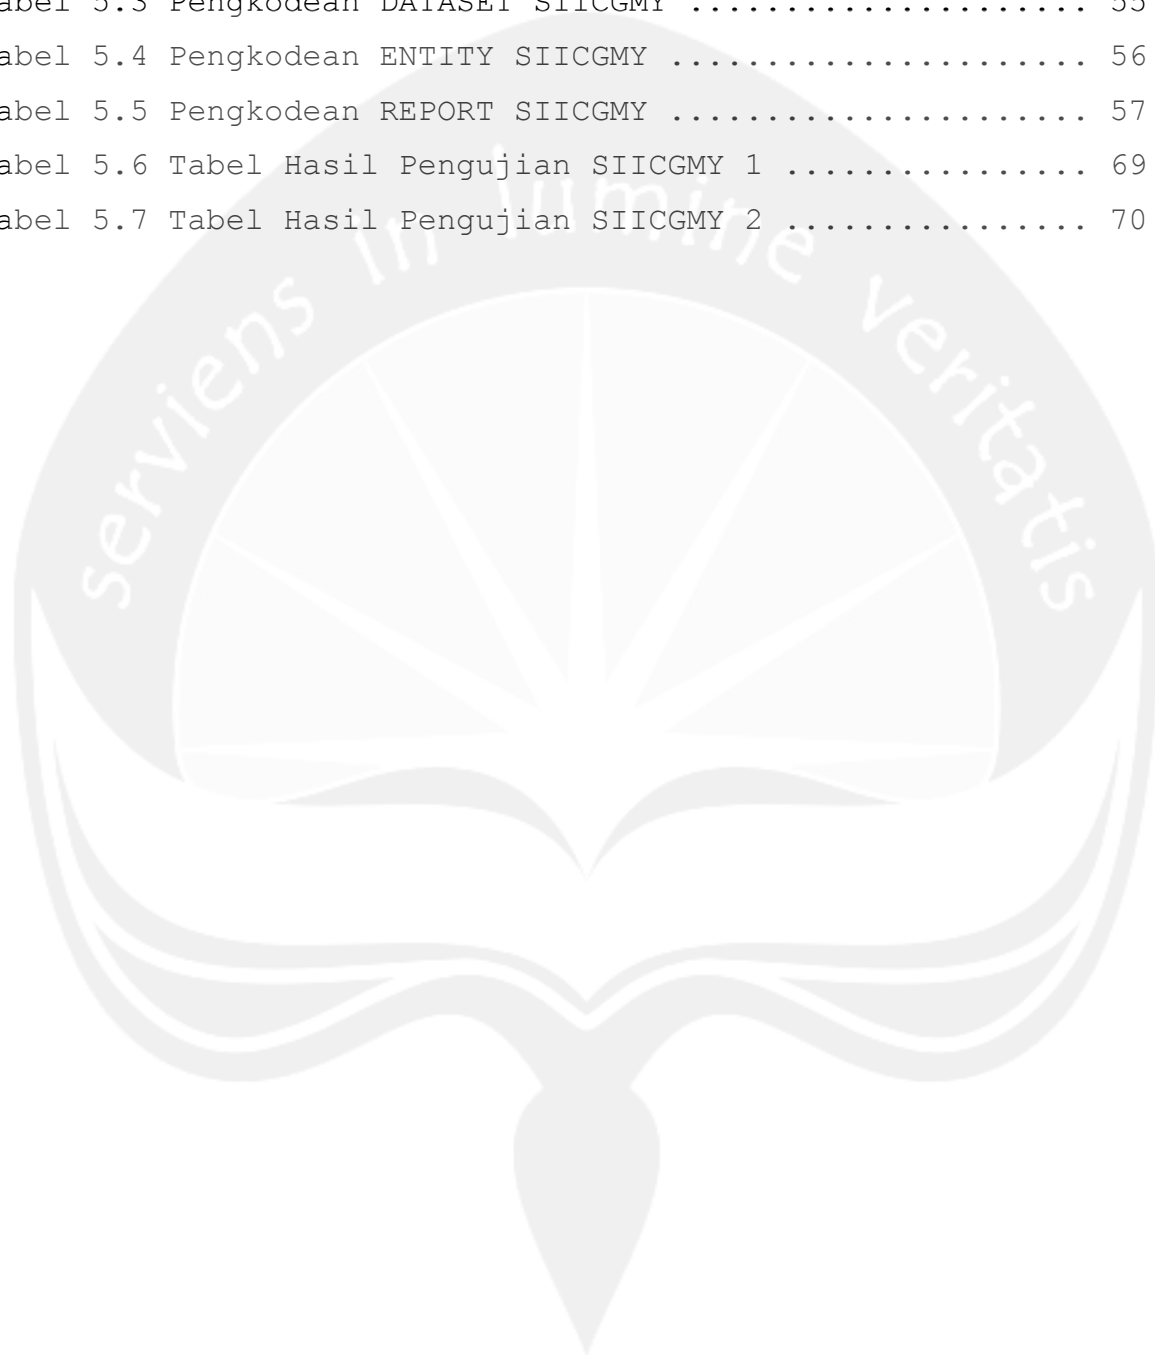 abel 5.3 Pengkodean DATASET SIICGMY ..................... 55
abel 5.4 Pengkodean ENTITY SIICGMY ...................... 56
abel 5.5 Pengkodean REPORT SIICGMY ...................... 57
abel 5.6 Tabel Hasil Pengujian SIICGMY 1 ................ 69
abel 5.7 Tabel Hasil Pengujian SIICGMY 2 ................ 70
serviens in lumine veritatis